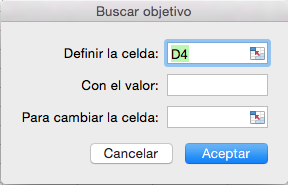 Buscar objetivo
Definir la celda: D4
Con el valor:
Para cambiar la celda:
Cancelar Aceptar